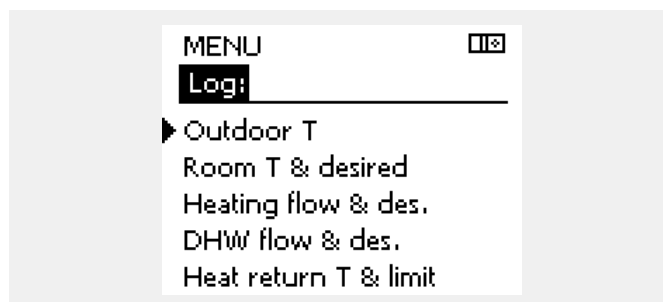 MENU
Log:
Outdoor T
Room T & desired
Heating flow & des.
DHW flow & des.
Heat return T & limit